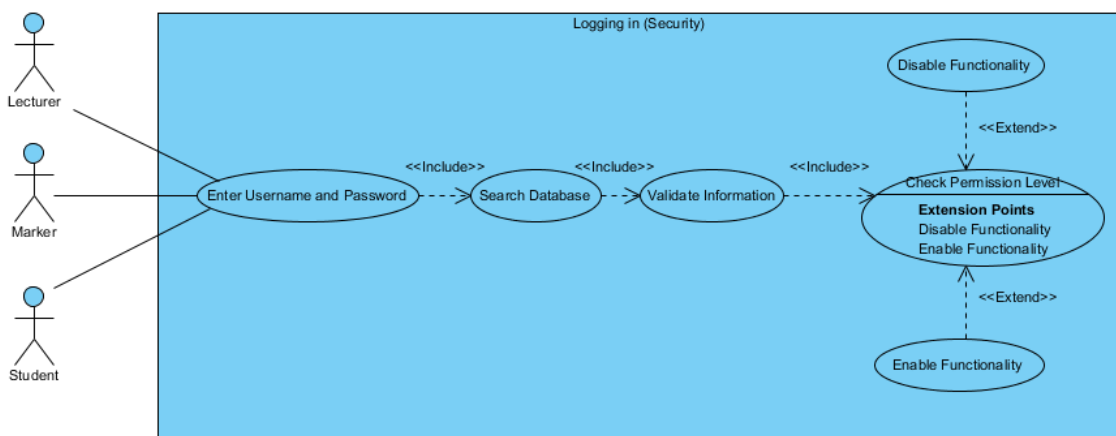 Logging in (Security)
Disable Functionality
Lecturer
<<Extend>>
<<Include>>
<<Include>>
<<Include>>
Enter Username and Password
Search Database
Validate Information
Check Permission Level
Extension Points
Disable Functionality
Enable Functionality
Marker
<<Extend>>
Student
Enable Functionality